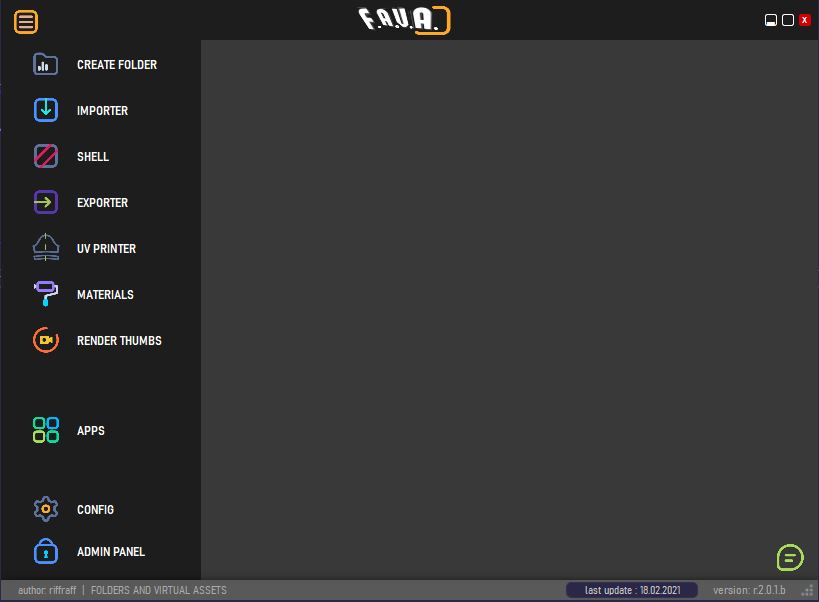 F.A.V.A.
X
CREATE FOLDER
IMPORTER
SHELL
EXPORTER
UV PRINTER
MATERIALS
RENDER THUMBS
APPS
CONFIG
ADMIN PANEL
author: riffraff | FOLDERS AND VIRTUAL ASSETS last update : 18.02.2021 version: r.2.0.1.b